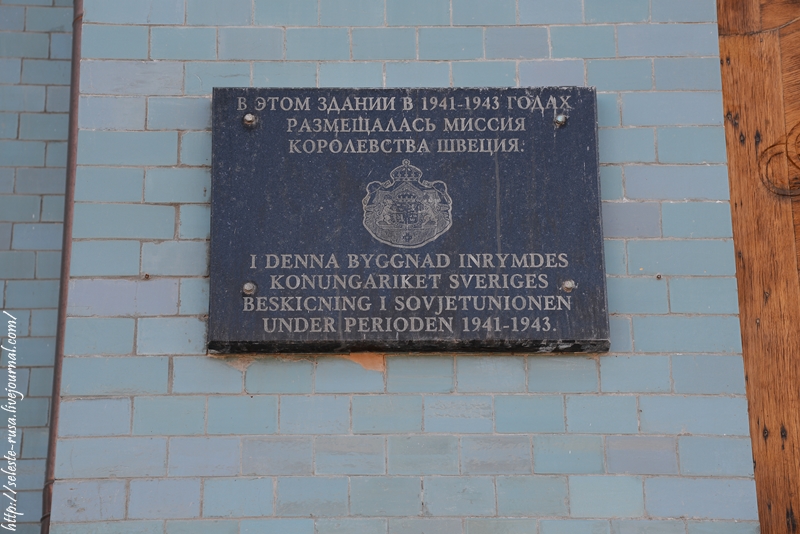 В ЭТОМ ЗДАНИИ В 1941-1943 ГОДАХ
РАЗМЕЩАЛАСЬ МИССИЯ
КОРОЛЕВСТВА ШВЕЦИЯ.
I DENNA BYGGNAD INRYMDES
KONUNGARIKET SVERIGES
BESKICNING I SOVJETUNIONEN
UNDER PERIODEN 1941-1943.
http://seleste-rusa.livejournal.com/